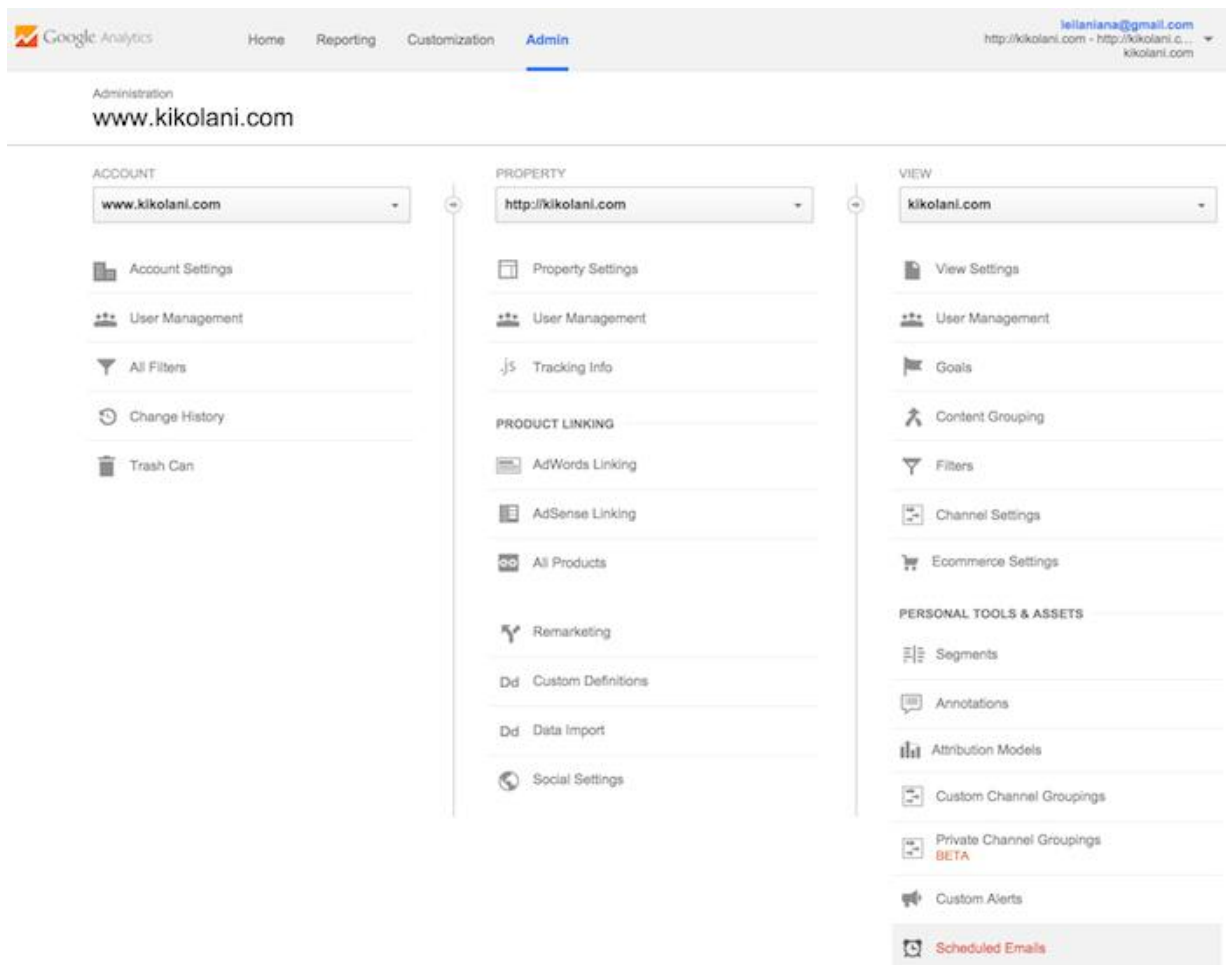 Google Analytics
Home
Reporting
Customization
Admin
leilaniana@gmail.com
http://kikolani.com - http://kikolani.c...
kikolani.com
Administration
www.kikolani.com
ACCOUNT
www.kikolani.com
Account Settings
User Management
All Filters
Change History
Trash Can
PROPERTY
http://kikolani.com
Property Settings
User Management
.js Tracking Info
PRODUCT LINKING
AdWords Linking
AdSense Linking
All Products
Remarketing
Dd Custom Definitions
Dd Data Import
Social Settings
VIEW
kikolani.com
View Settings
User Management
Goals
Content Grouping
Filters
Channel Settings
Ecommerce Settings
PERSONAL TOOLS & ASSETS
Segments
Annotations
Attribution Models
Custom Channel Groupings
Private Channel Groupings
BETA
Custom Alerts
Scheduled Emails